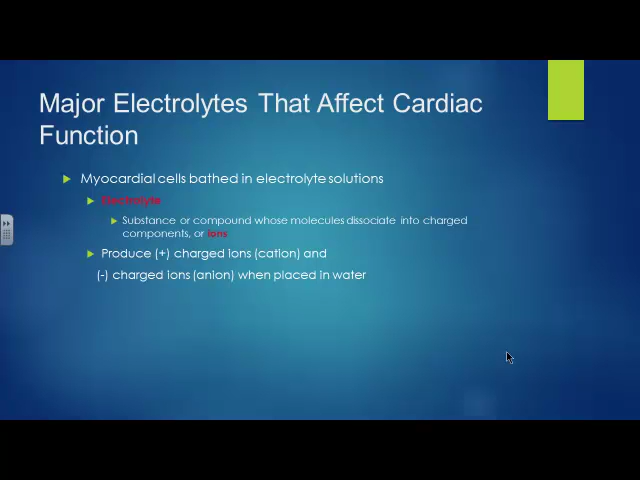 Major Electrolytes That Affect Cardiac
Function
Myocardial cells bathed in electrolyte solutions
Electrolyte
Substance or compound whose molecules dissociate into charged
components, or ions
Produce (+) charged ions (cation) and
(-) charged ions (anion) when placed in water